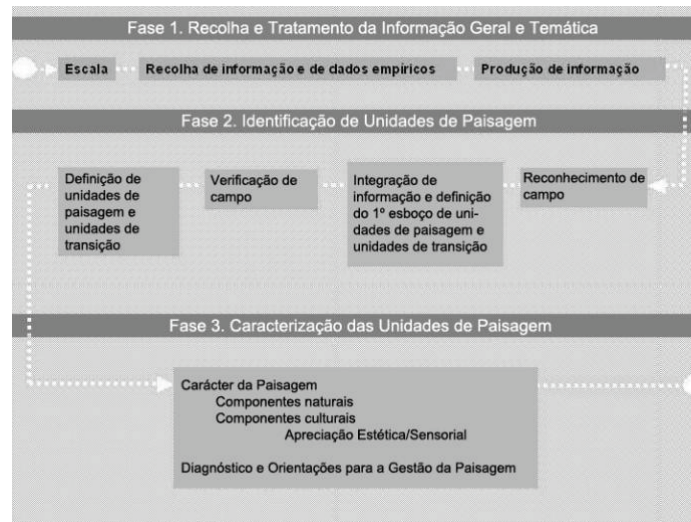 Fase 1. Recolha e Tratamento da Informação Geral e Temática
Escala
Recolha de informação e de dados empíricos
Produção de informação
Fase 2. Identificação de Unidades de Paisagem
Definição de
unidades de
paisagem e
unidades de
transição
Verificação de
campo
Integração de
informação e definição
do 1º esboço de uni-
dades de paisagem e
unidades de transição
Reconhecimento de
campo
Fase 3. Caracterização das Unidades de Paisagem
Carácter da Paisagem
Componentes naturais
Componentes culturais
Apreciação Estética/Sensorial
Diagnóstico e Orientações para a Gestão da Paisagem